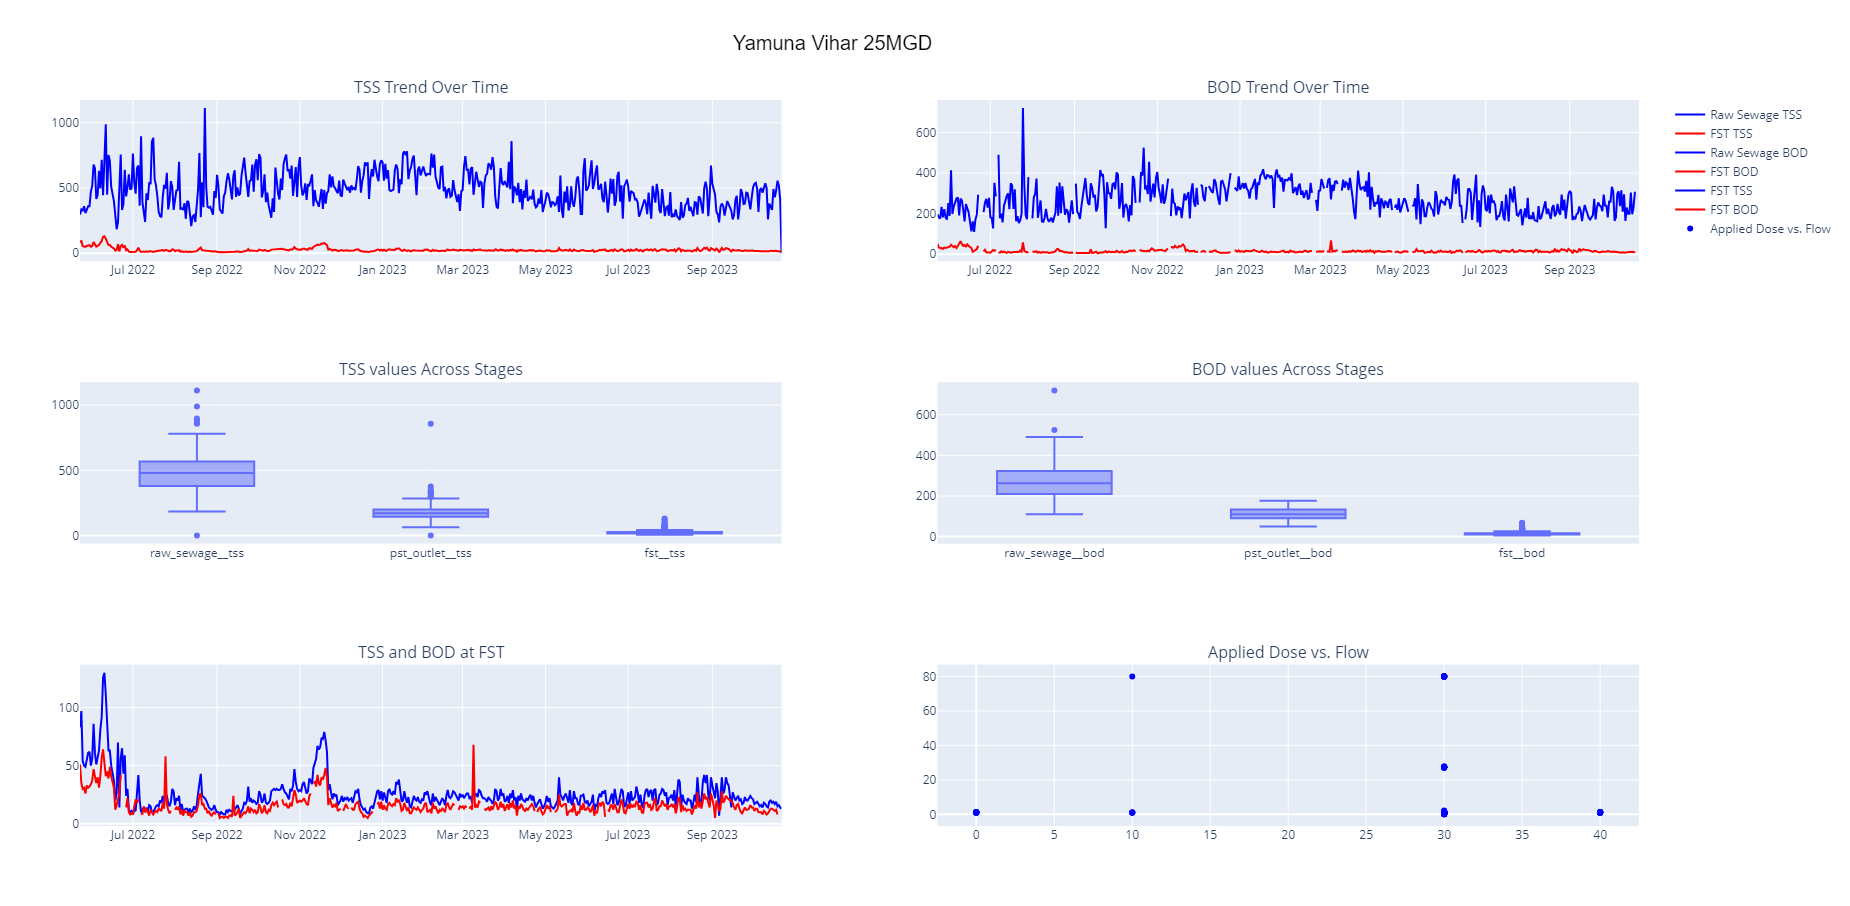 Yamuna Vihar 25MGD
TSS Trend Over Time
1000
500
0
Jul 2022 Sep 2022 Nov 2022 Jan 2023 Mar 2023 May 2023 Jul 2023 Sep 2023
BOD Trend Over Time
600
400
200
0
Jul 2022 Sep 2022 Nov 2022 Jan 2023 Mar 2023 May 2023 Jul 2023 Sep 2023
Raw Sewage TSS
FST TSS
Raw Sewage BOD
FST BOD
FST TSS
FST BOD
Applied Dose vs. Flow
TSS values Across Stages
1000
500
0
raw_sewage__tss pst_outlet__tss fst__tss
BOD values Across Stages
600
400
200
0
raw_sewage__bod pst_outlet__bod fst__bod
TSS and BOD at FST
100
50
0
Jul 2022 Sep 2022 Nov 2022 Jan 2023 Mar 2023 May 2023 Jul 2023 Sep 2023
Applied Dose vs. Flow
80
60
40
20
0
0 5 10 15 20 25 30 35 40